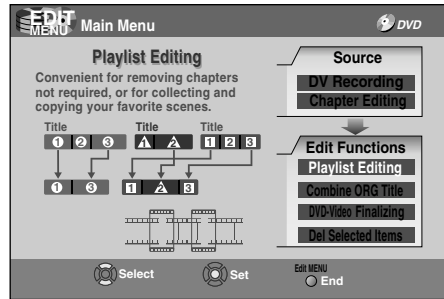 EDIT
MENU
Main Menu
DVD
Playlist Editing
Convenient for removing chapters
not required, or for collecting and
copying your favorite scenes.
Title Title Title
1 2 3 1 2 1 2 3
1 3 1 2 3
Source
DV Recording
Chapter Editing
Edit Functions
Playlist Editing
Combine ORG Title
DVD-Video Finalizing
Del Selected Items
Select
Set
Edit MENU
End